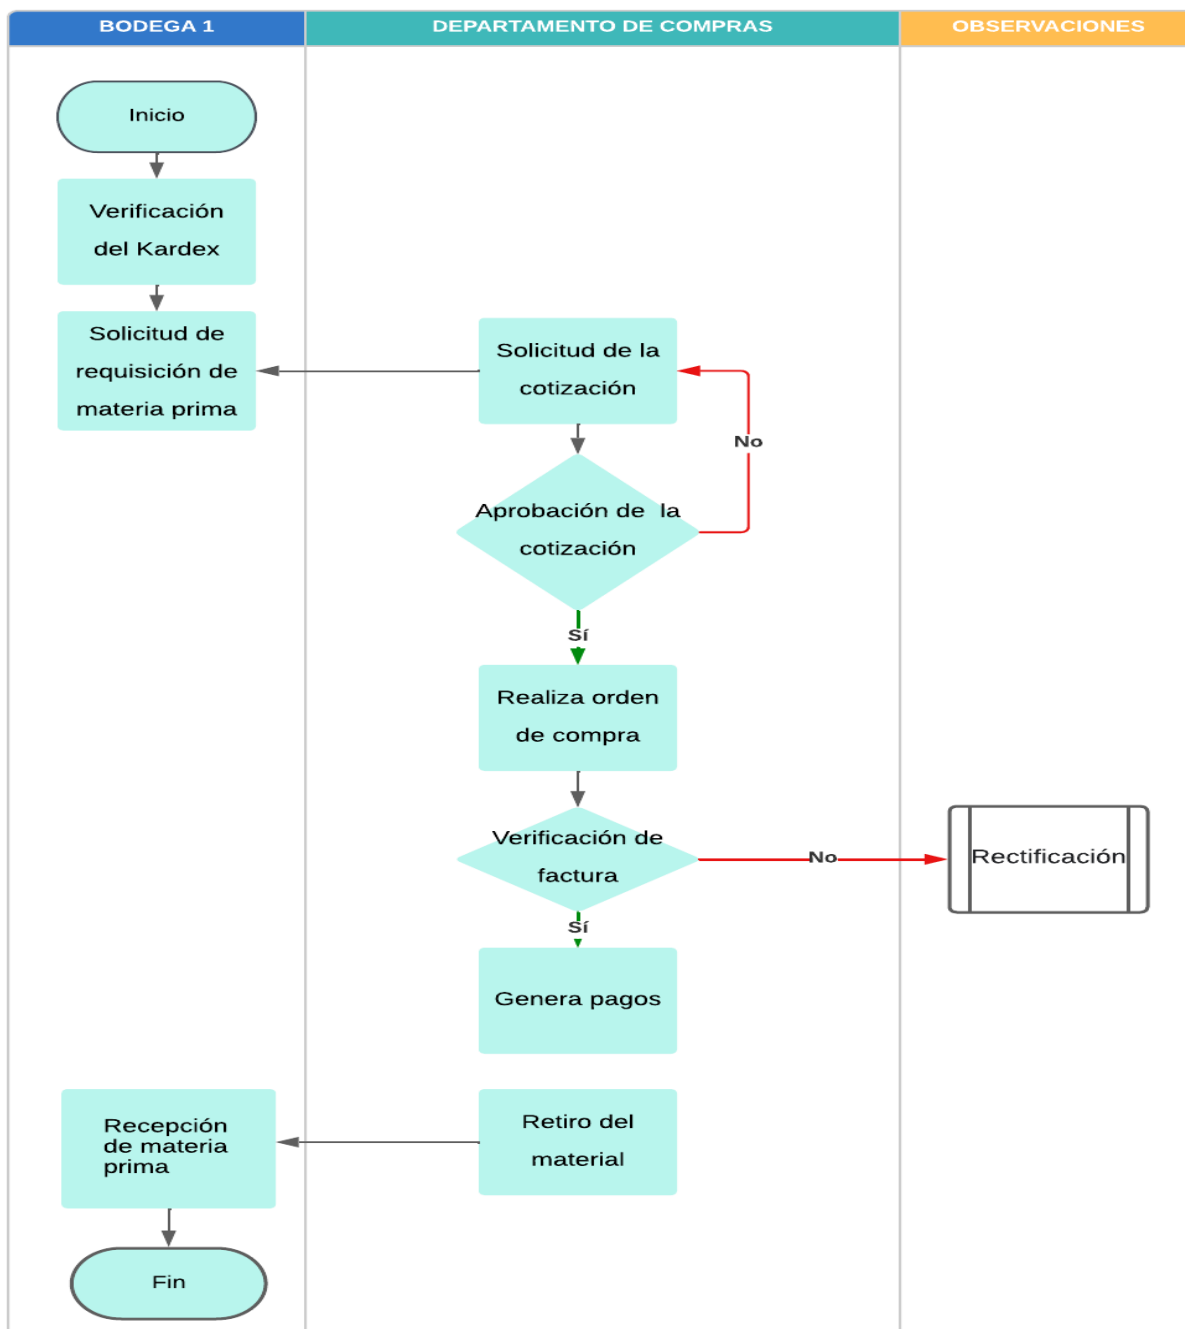 BODEGA 1
DEPARTAMENTO DE COMPRAS
OBSERVACIONES
Inicio
Verificación
del Kardex
Solicitud de
requisición de
materia prima
Solicitud de la
cotización
No
Aprobación de la
cotización
Sí
Realiza orden
de compra
Verificación de
factura
No
Rectificación
Sí
Genera pagos
Retiro del
material
Recepción
de materia
prima
Fin